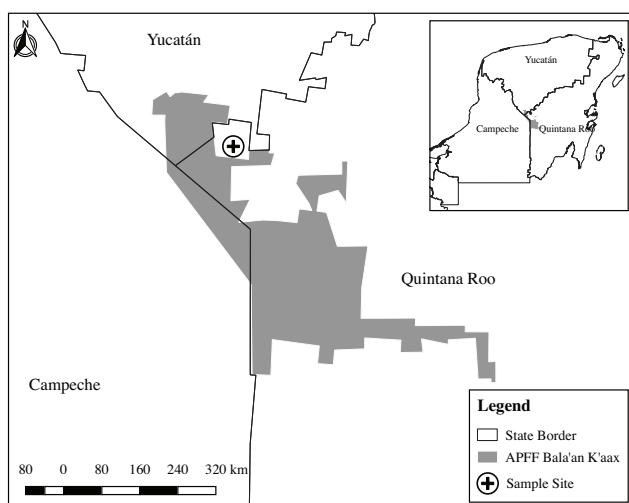 N
Yucatán
Yucatán
Campeche
Quintana Roo
Quintana Roo
Campeche
Legend
State Border
APFF Bala'an K'aax
Sample Site
80 0 80 160 240 320 km